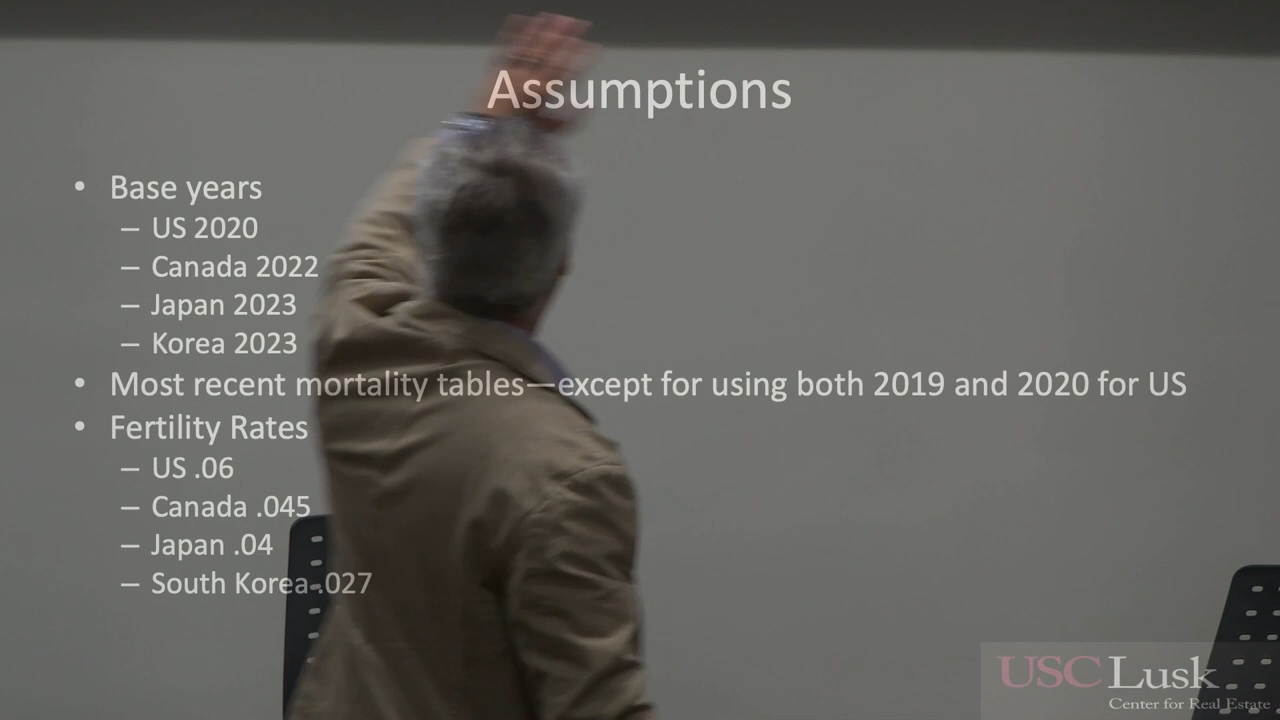 Assumptions
• Base years
– US 2020
– Canada 2022
– Japan 2023
– Korea 2023
• Most recent mortality tables—except for using both 2019 and 2020 for US
• Fertility Rates
– US .06
– Canada .045
– Japan .04
– South Korea .027
USC Lusk
Center for Real Estate